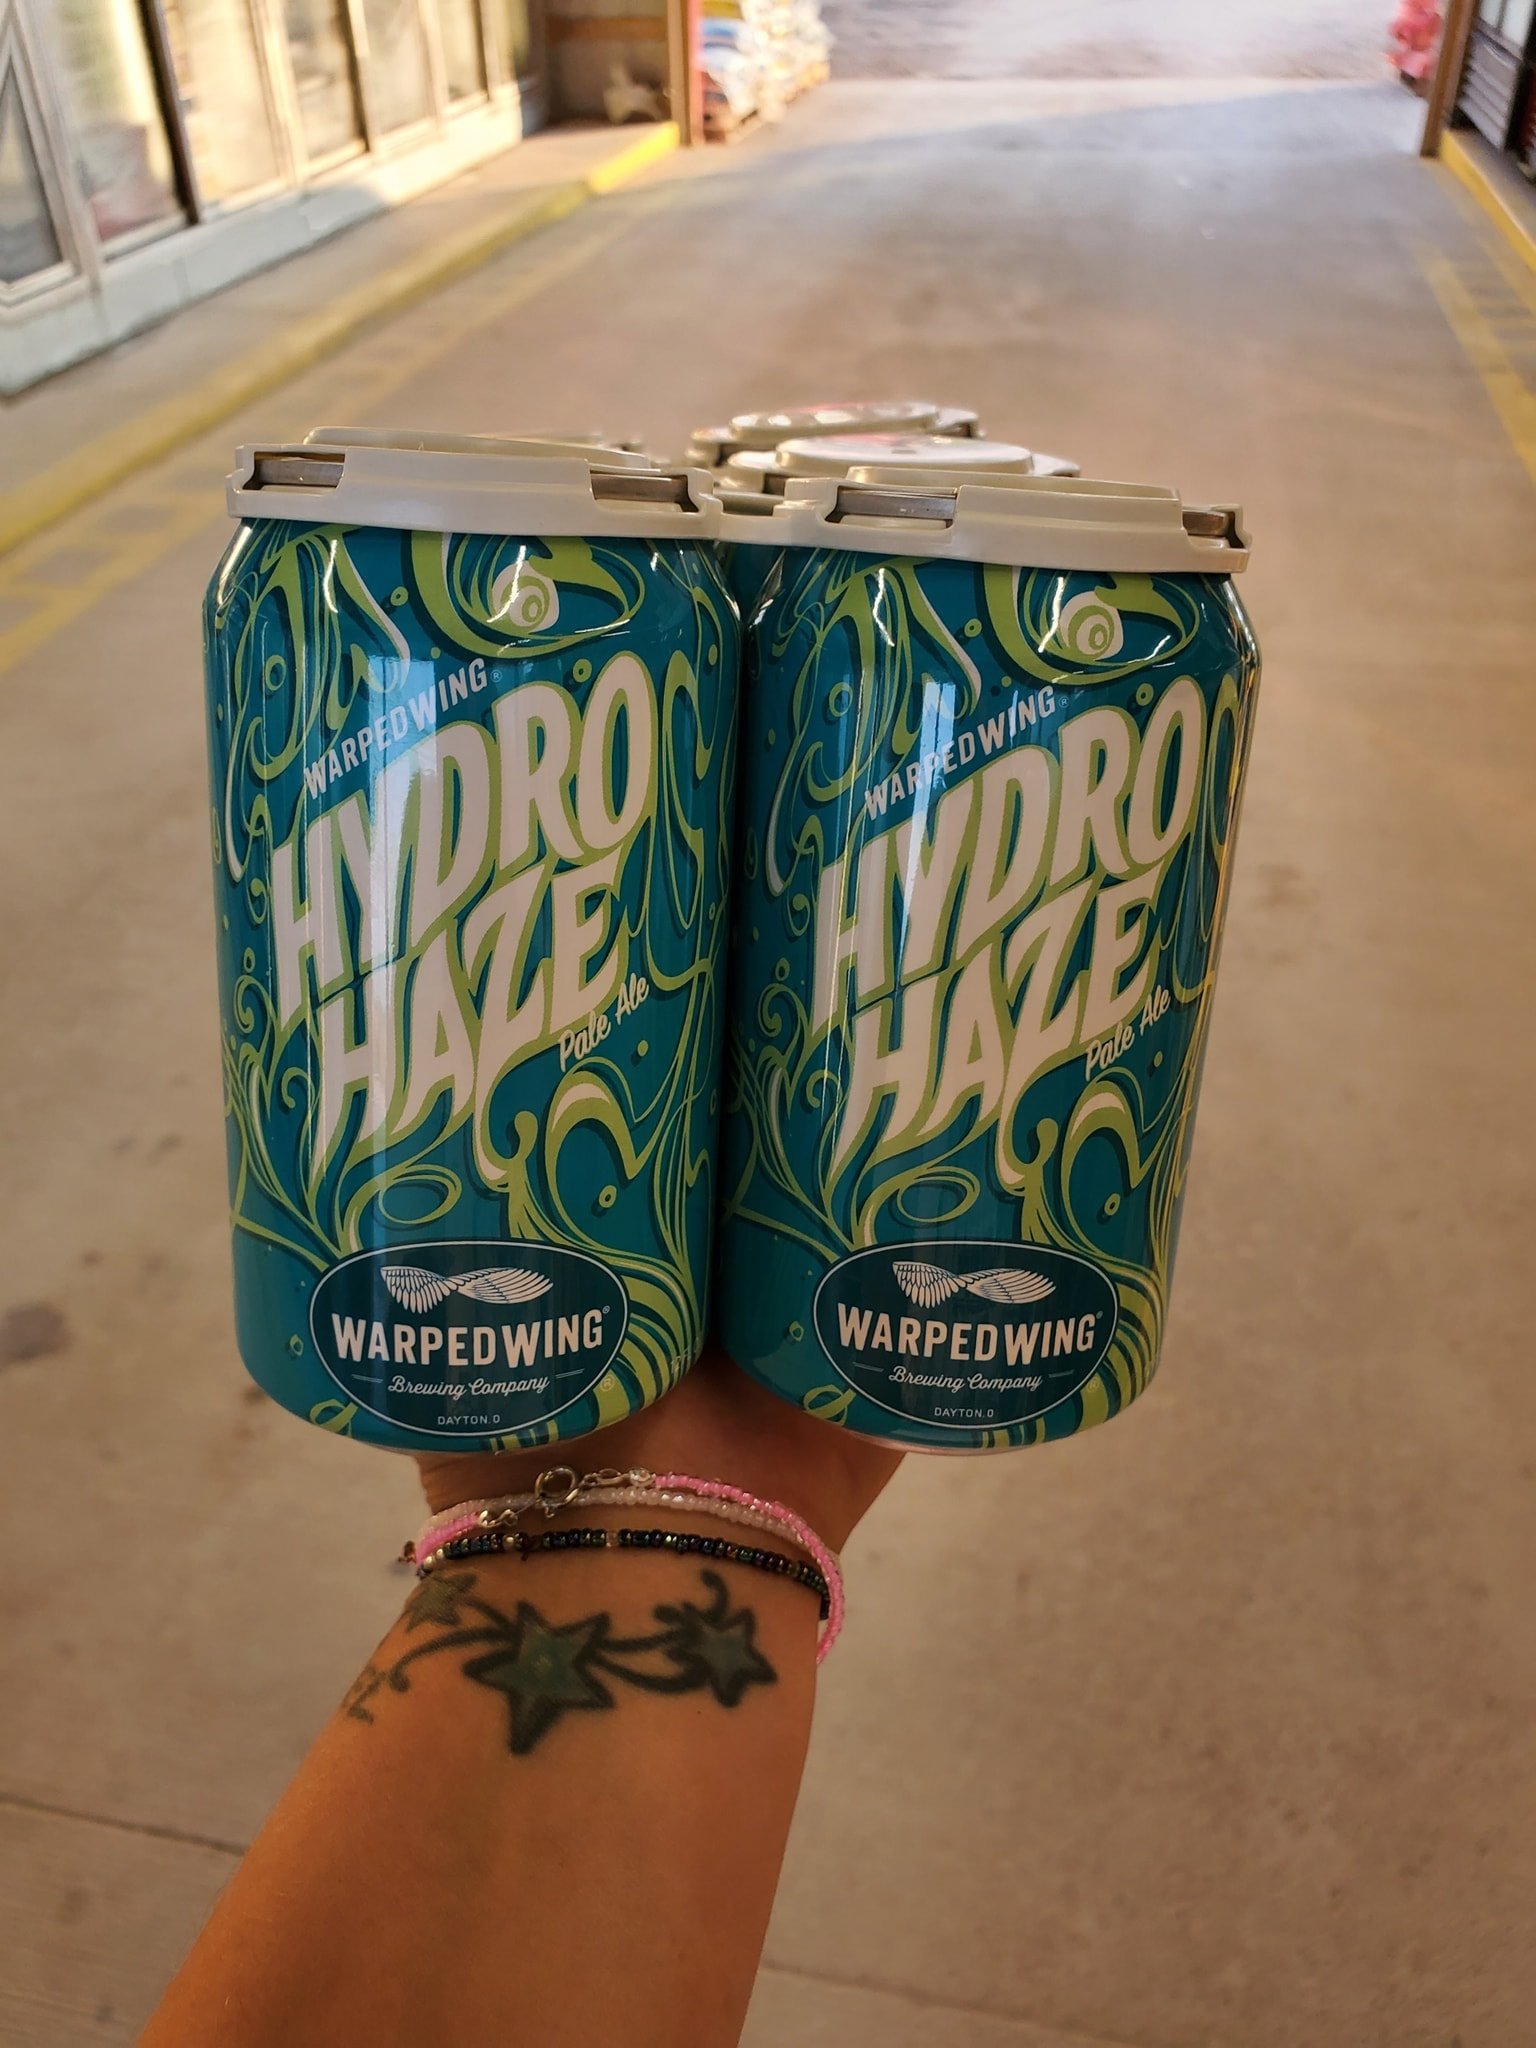 WARPEDWING®
HYDRO
HAZE
Pale Ale
WARPEDWING®
Brewing Company
DAYTON.O
WARPEDWING®
HYDRO
HAZE
Pale Ale
WARPEDWING®
Brewing Company
DAYTON.O